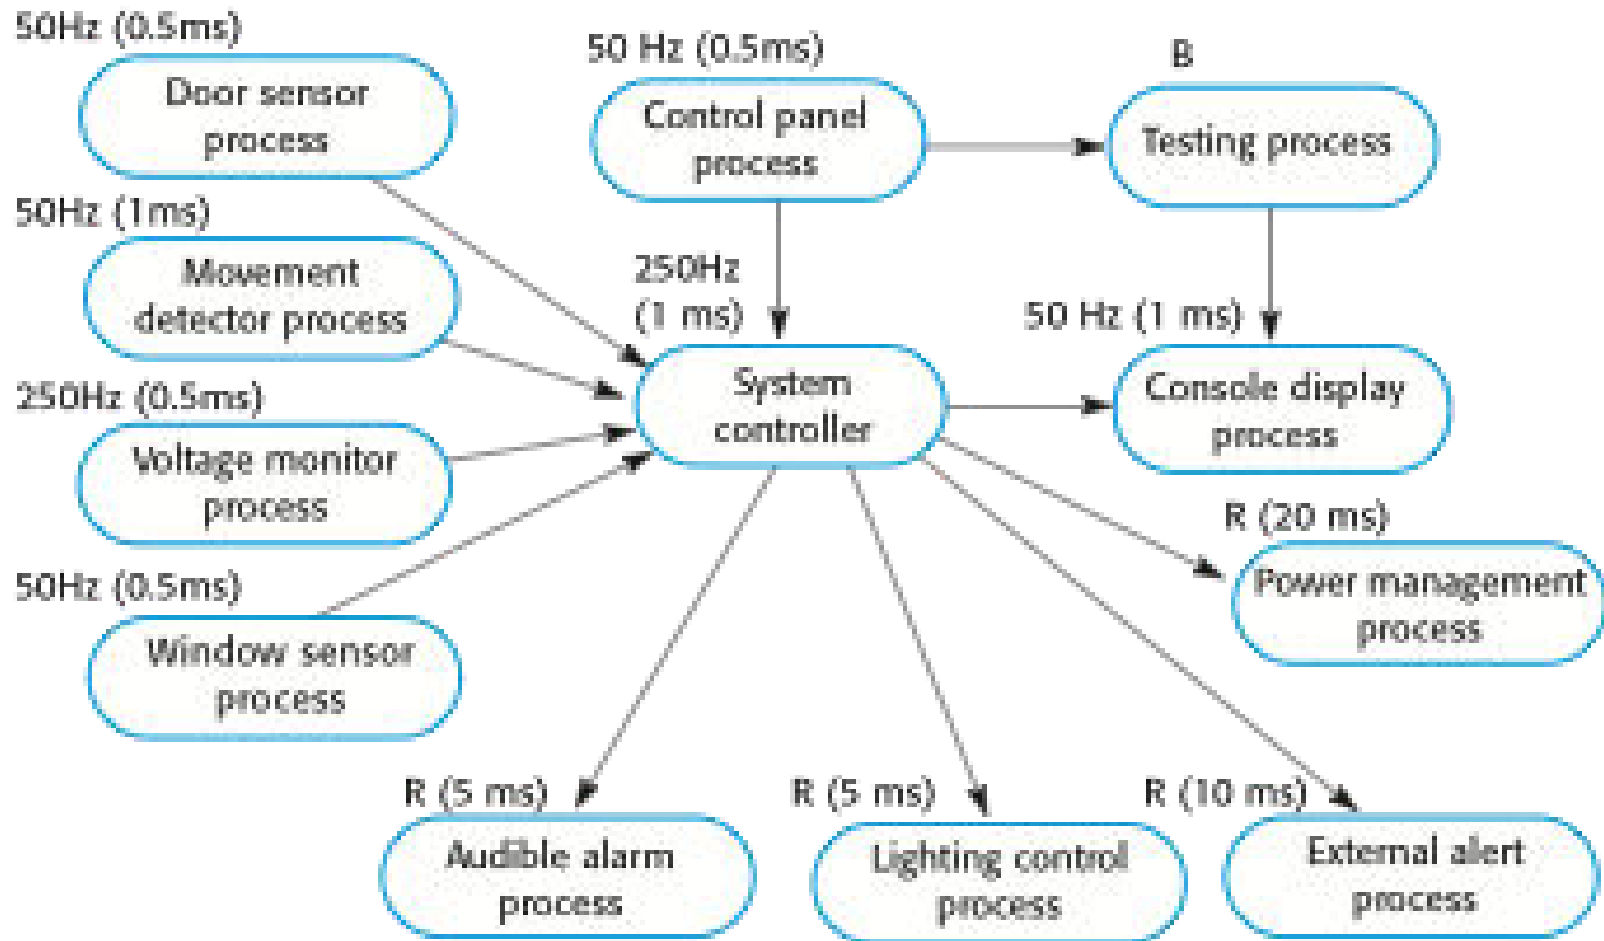 50Hz (0.5ms)
Door sensor
process
50 Hz (0.5ms)
Control panel
process
B
Testing process
50Hz (1ms)
Movement
detector process
250Hz
(1 ms)
System
controller
50 Hz (1 ms)
Console display
process
250Hz (0.5ms)
Voltage monitor
process
R (20 ms)
Power management
process
50Hz (0.5ms)
Window sensor
process
R (5 ms)
Audible alarm
process
R (5 ms)
Lighting control
process
R (10 ms)
External alert
process